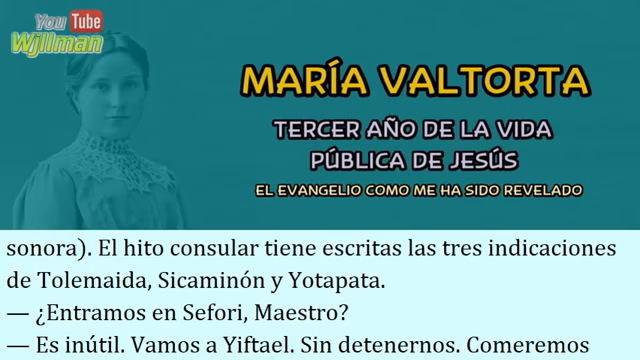 You Tube
Wjllman
MARÍA VALTORTA
TERCER AÑO DE LA VIDA
PÚBLICA DE JESÚS
EL EVANGELIO COMO ME HA SIDO REVELADO
sonora). El hito consular tiene escritas las tres indicaciones
de Tolemaida, Sicaminón y Yotapata.
— ¿Entramos en Sefori, Maestro?
— Es inútil. Vamos a Yiftael. Sin detenernos. Comeremos